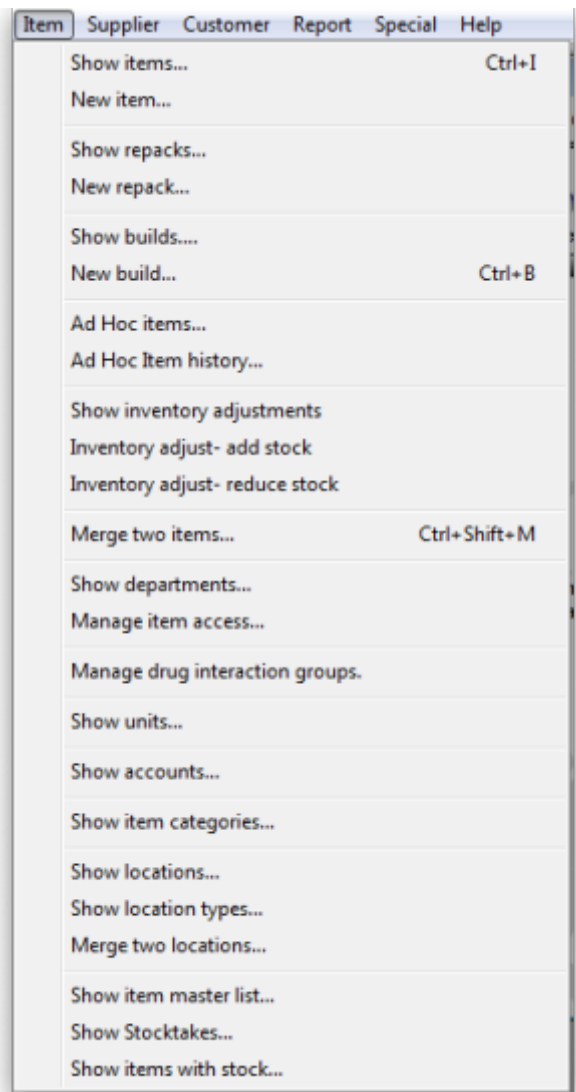 Item Supplier Customer Report Special Help
Show items... Ctrl+I
New item...
Show repacks...
New repack...
Show builds....
New build... Ctrl+B
Ad Hoc items...
Ad Hoc Item history...
Show inventory adjustments
Inventory adjust- add stock
Inventory adjust- reduce stock
Merge two items... Ctrl+Shift+M
Show departments...
Manage item access...
Manage drug interaction groups.
Show units...
Show accounts...
Show item categories...
Show locations...
Show location types...
Merge two locations...
Show item master list...
Show Stocktakes...
Show items with stock...